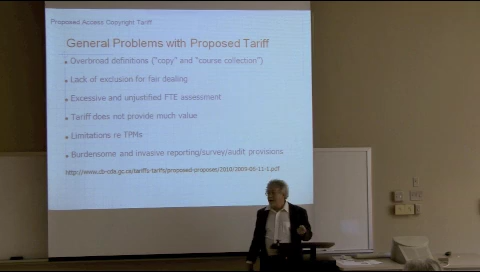 Proposed Access Copyright Tariff
General Problems with Proposed Tariff
Overbroad definitions ("copy" and "course collection")
Lack of exclusion for fair dealing
Excessive and unjustified FTE assessment
Tariff does not provide much value
Limitations re TPMs
Burdensome and invasive reporting/survey/audit provisions